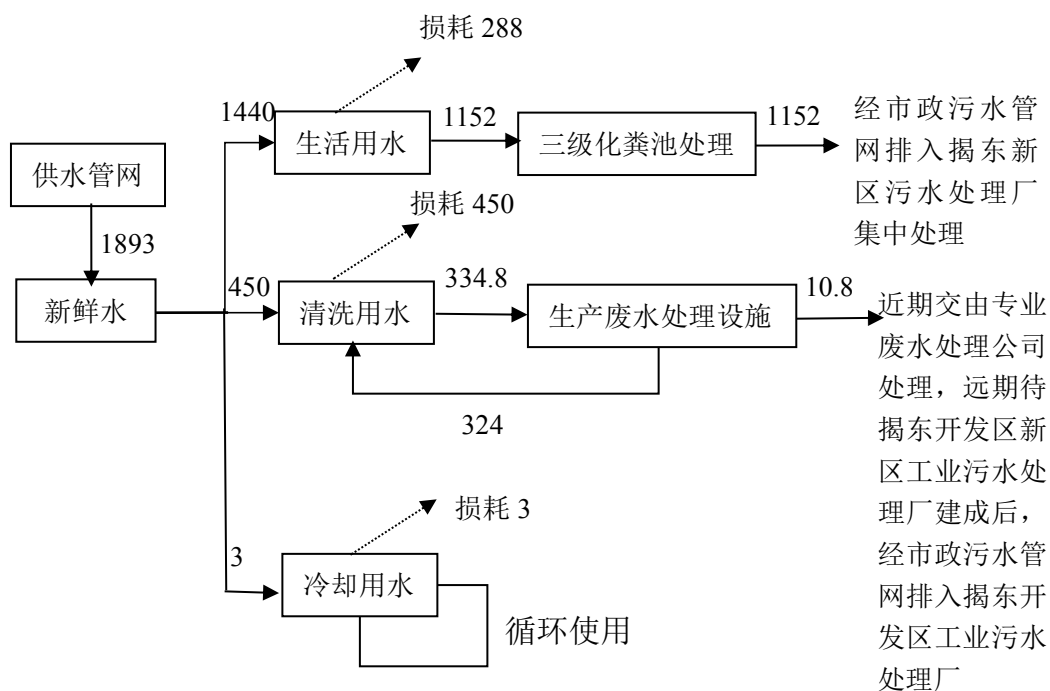 损耗 288
1440
生活用水
1152
三级化粪池处理
1152
经市政污水管
网排入揭东新
区污水处理厂
集中处理
供水管网
1893
新鲜水
损耗 450
450
清洗用水
334.8
生产废水处理设施
10.8
324
近期交由专业
废水处理公司
处理，远期待
揭东开发区新
区工业污水处
理厂建成后，
经市政污水管
网排入揭东开
发区工业污水
处理厂
损耗 3
3
冷却用水
循环使用